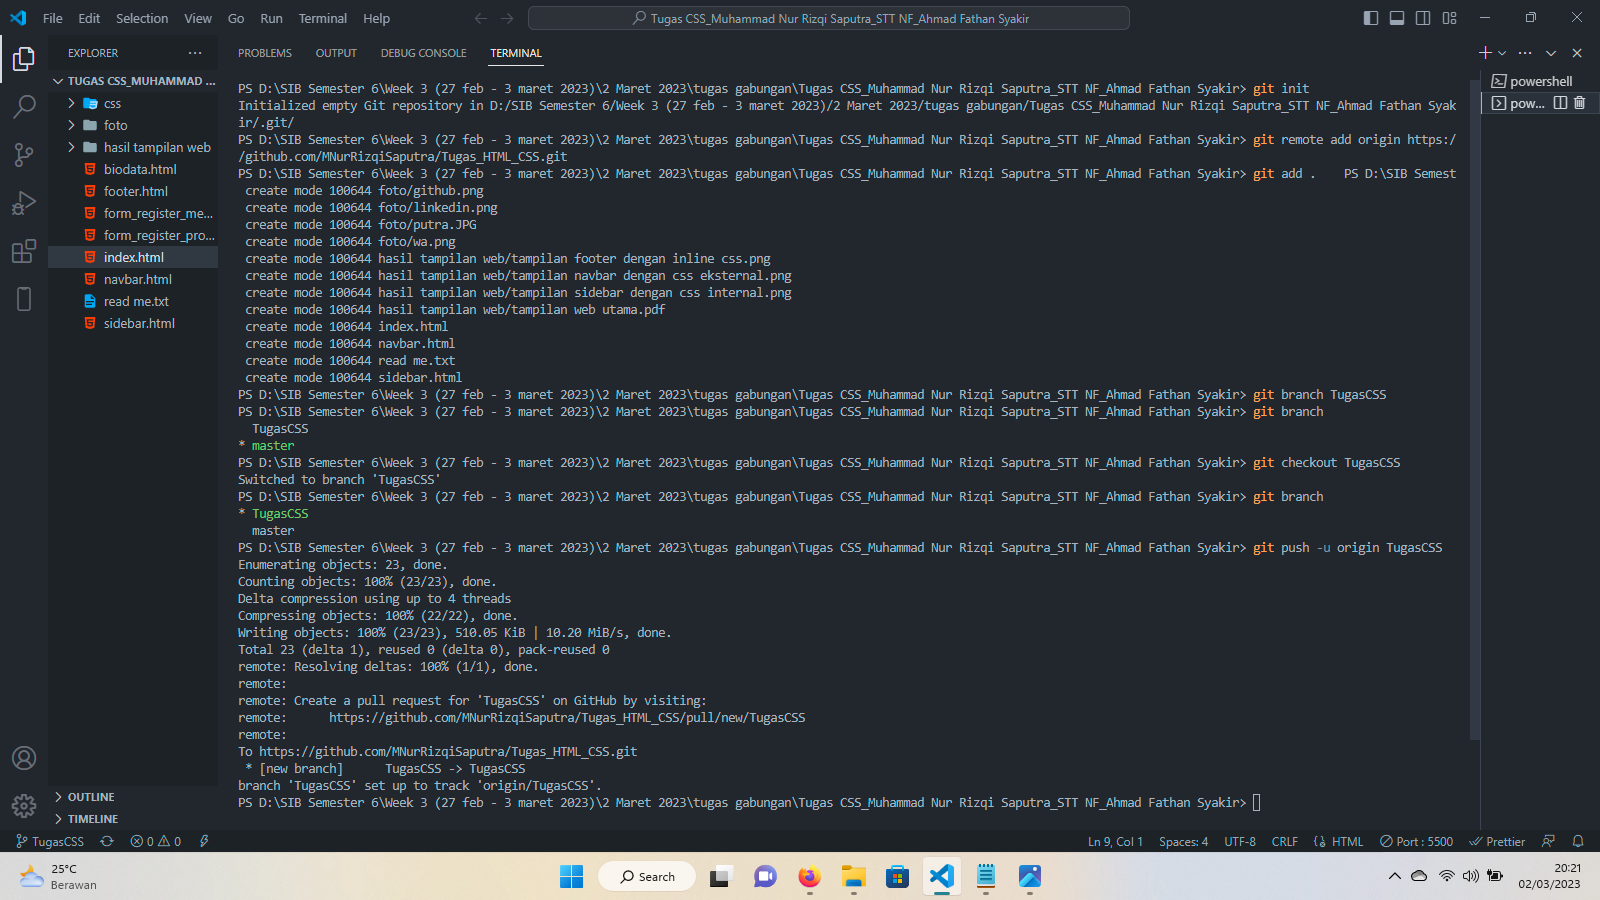 File Edit Selection View Go Run Terminal Help
Tugas CSS_Muhammad Nur Rizqi Saputra_STT NF_Ahmad Fathan Syakir
EXPLORER
TUGAS CSS_MUHAMMAD ...
css
foto
hasil tampilan web
biodata.html
footer.html
form_register_me...
form_register_pro...
index.html
navbar.html
read me.txt
sidebar.html
OUTLINE
TIMELINE
PROBLEMS OUTPUT DEBUG CONSOLE TERMINAL
PS D:\SIB Semester 6\Week 3 (27 feb - 3 maret 2023)\2 Maret 2023\tugas gabungan\Tugas CSS_Muhammad Nur Rizqi Saputra_STT NF_Ahmad Fathan Syakir> git init
Initialized empty Git repository in D:/SIB Semester 6/Week 3 (27 feb - 3 maret 2023)/2 Maret 2023/tugas gabungan/Tugas CSS_Muhammad Nur Rizqi Saputra_STT NF_Ahmad Fathan Syak
ir/.git/
PS D:\SIB Semester 6\Week 3 (27 feb - 3 maret 2023)\2 Maret 2023\tugas gabungan\Tugas CSS_Muhammad Nur Rizqi Saputra_STT NF_Ahmad Fathan Syakir> git remote add origin https:/
/github.com/MNurRizqiSaputra/Tugas_HTML_CSS.git
PS D:\SIB Semester 6\Week 3 (27 feb - 3 maret 2023)\2 Maret 2023\tugas gabungan\Tugas CSS_Muhammad Nur Rizqi Saputra_STT NF_Ahmad Fathan Syakir> git add . PS D:\SIB Semest
create mode 100644 foto/github.png
create mode 100644 foto/linkedin.png
create mode 100644 foto/putra.JPG
create mode 100644 foto/wa.png
create mode 100644 hasil tampilan web/tampilan footer dengan inline css.png
create mode 100644 hasil tampilan web/tampilan navbar dengan css eksternal.png
create mode 100644 hasil tampilan web/tampilan sidebar dengan css internal.png
create mode 100644 hasil tampilan web/tampilan web utama.pdf
create mode 100644 index.html
create mode 100644 navbar.html
create mode 100644 read me.txt
create mode 100644 sidebar.html
PS D:\SIB Semester 6\Week 3 (27 feb - 3 maret 2023)\2 Maret 2023\tugas gabungan\Tugas CSS_Muhammad Nur Rizqi Saputra_STT NF_Ahmad Fathan Syakir> git branch TugasCSS
PS D:\SIB Semester 6\Week 3 (27 feb - 3 maret 2023)\2 Maret 2023\tugas gabungan\Tugas CSS_Muhammad Nur Rizqi Saputra_STT NF_Ahmad Fathan Syakir> git branch
TugasCSS
* master
PS D:\SIB Semester 6\Week 3 (27 feb - 3 maret 2023)\2 Maret 2023\tugas gabungan\Tugas CSS_Muhammad Nur Rizqi Saputra_STT NF_Ahmad Fathan Syakir> git checkout TugasCSS
Switched to branch 'TugasCSS'
PS D:\SIB Semester 6\Week 3 (27 feb - 3 maret 2023)\2 Maret 2023\tugas gabungan\Tugas CSS_Muhammad Nur Rizqi Saputra_STT NF_Ahmad Fathan Syakir> git branch
* TugasCSS
master
PS D:\SIB Semester 6\Week 3 (27 feb - 3 maret 2023)\2 Maret 2023\tugas gabungan\Tugas CSS_Muhammad Nur Rizqi Saputra_STT NF_Ahmad Fathan Syakir> git push -u origin TugasCSS
Enumerating objects: 23, done.
Counting objects: 100% (23/23), done.
Delta compression using up to 4 threads
Compressing objects: 100% (22/22), done.
Writing objects: 100% (23/23), 510.05 KiB | 10.20 MiB/s, done.
Total 23 (delta 1), reused 0 (delta 0), pack-reused 0
remote: Resolving deltas: 100% (1/1), done.
remote:
remote: Create a pull request for 'TugasCSS' on GitHub by visiting:
remote: https://github.com/MNurRizqiSaputra/Tugas_HTML_CSS/pull/new/TugasCSS
remote:
To https://github.com/MNurRizqiSaputra/Tugas_HTML_CSS.git
* [new branch] TugasCSS -> TugasCSS
branch 'TugasCSS' set up to track 'origin/TugasCSS'.
PS D:\SIB Semester 6\Week 3 (27 feb - 3 maret 2023)\2 Maret 2023\tugas gabungan\Tugas CSS_Muhammad Nur Rizqi Saputra_STT NF_Ahmad Fathan Syakir>
powershell
pow...
TugasCSS 0 0 Ln 9, Col 1 Spaces: 4 UTF-8 CRLF HTML Port : 5500 Prettier
25°C
Berawan
Search
20:21
02/03/2023